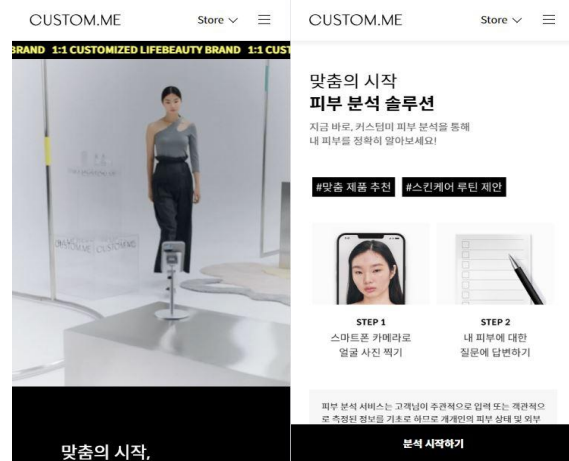 CUSTOM.ME
Store
BRAND 1:1 CUSTOMIZED LIFEBEAUTY BRAND 1:1 CUST
맞춤의 시작,
CUSTOM.ME
Store
맞춤의 시작
피부 분석 솔루션
지금 바로, 커스텀미 피부 분석을 통해
내 피부를 정확히 알아보세요!
#맞춤 제품 추천 #스킨케어 루틴 제안
STEP 1
스마트폰 카메라로
얼굴 사진 찍기
STEP 2
내 피부에 대한
질문에 답변하기
피부 분석 서비스는 고객님이 주관적으로 입력 또는 객관적으
로 측정된 정보를 기초로 하므로 개개인의 피부 상태 및 외부
분석 시작하기